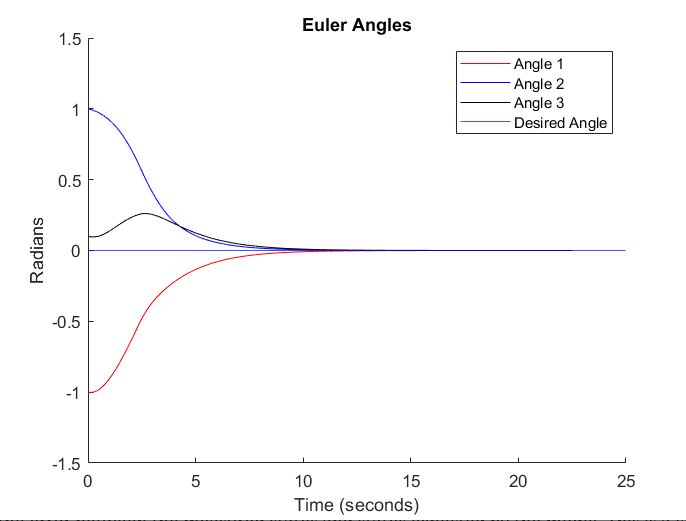 Euler Angles
1.5
1
0.5
0
-0.5
-1
-1.5
Radians
Angle 1
Angle 2
Angle 3
Desired Angle
0 5 10 15 20 25
Time (seconds)